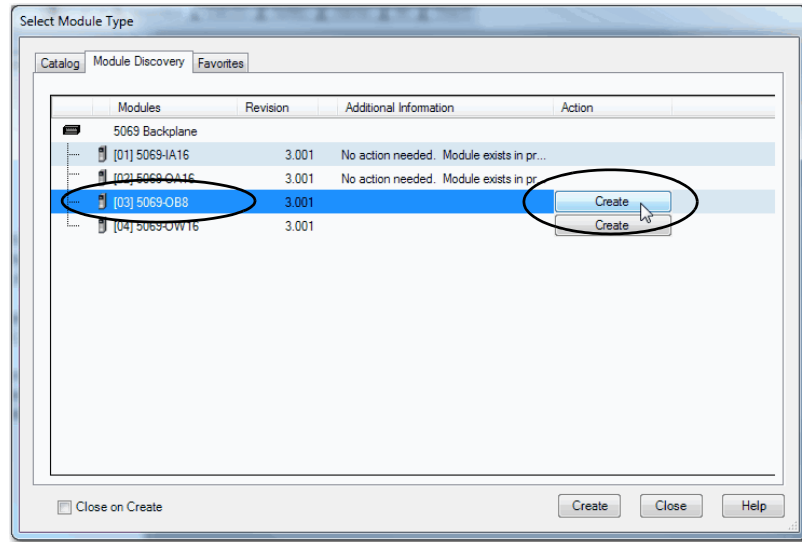 Select Module Type
Catalog Module Discovery Favorites
Modules Revision Additional Information Action
5069 Backplane
[01] 5069-IA16 3.001 No action needed. Module exists in pr...
[02] 5069-OA16 3.001 No action needed. Module exists in pr...
[03] 5069-OB8 3.001 Create
[04] 5069-OW16 3.001 Create
Close on Create Create Close Help